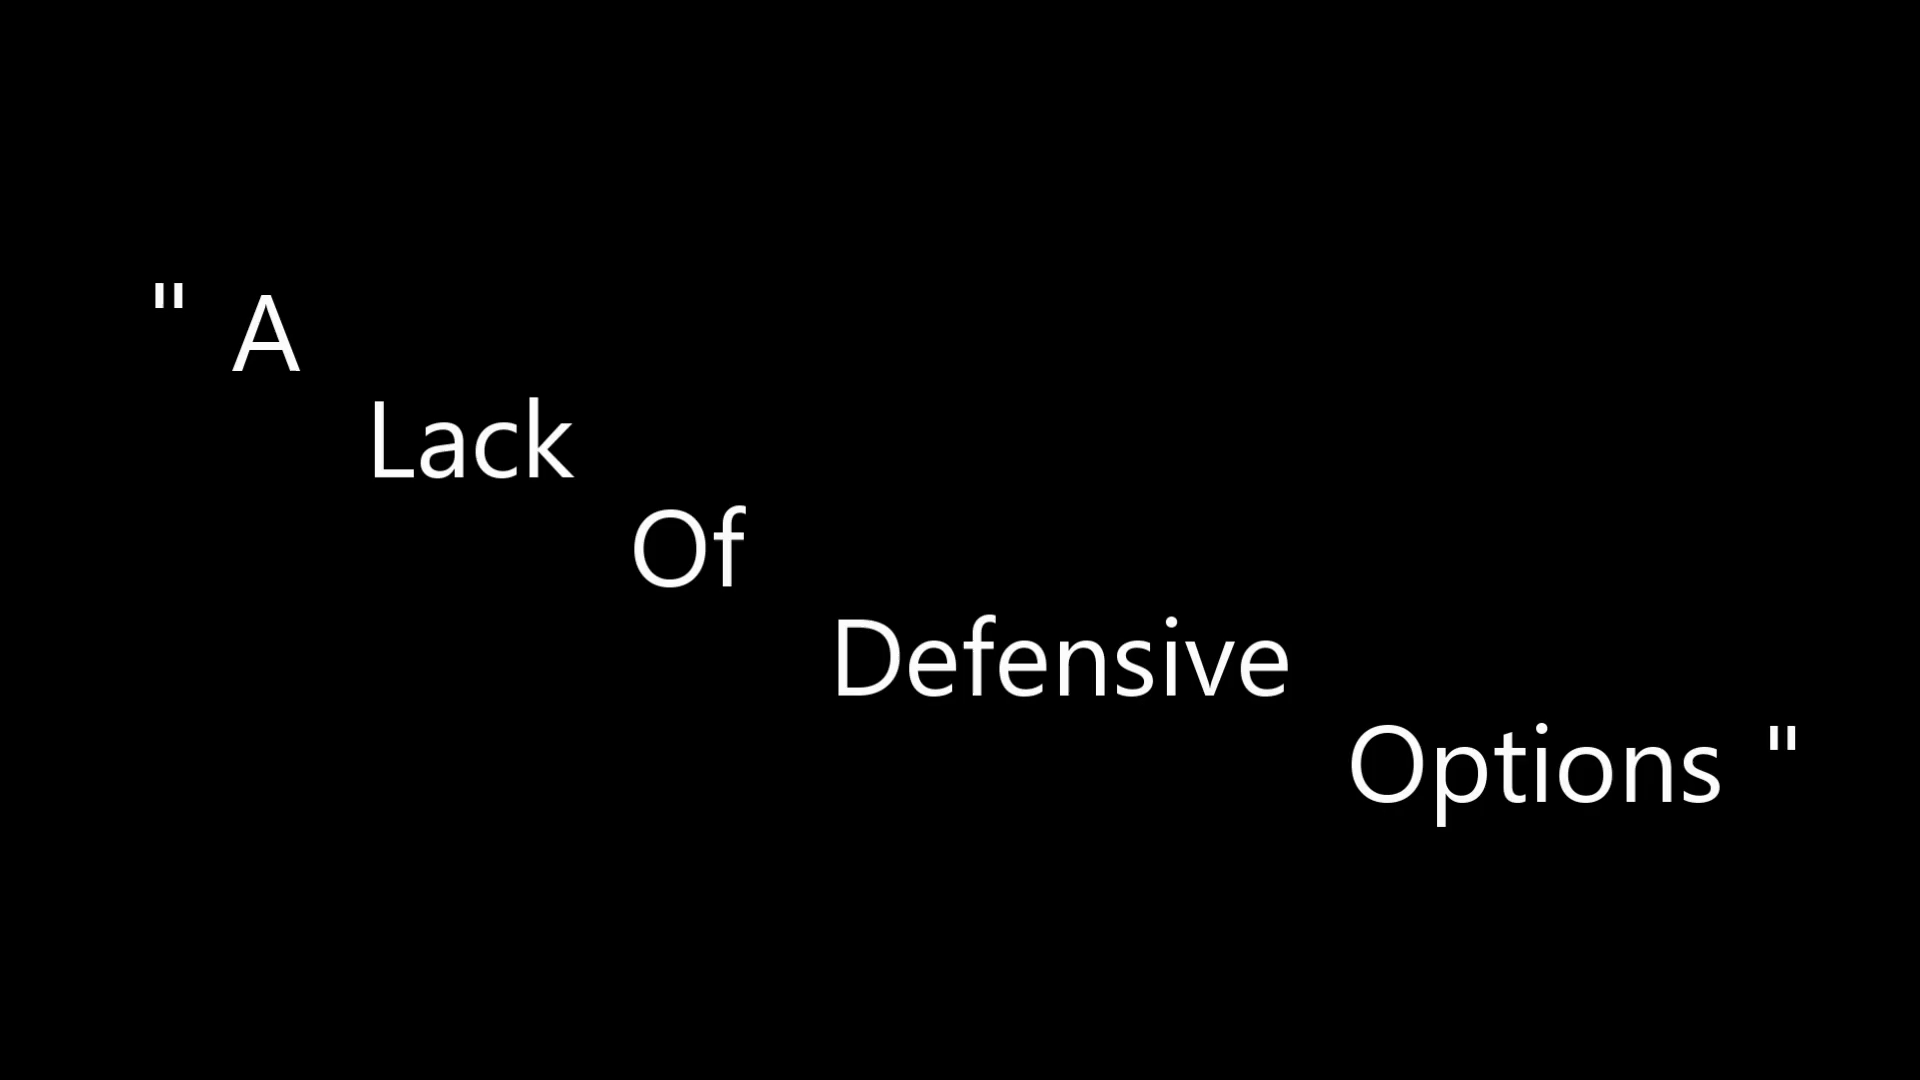 " A
Lack
Of
Defensive
Options "